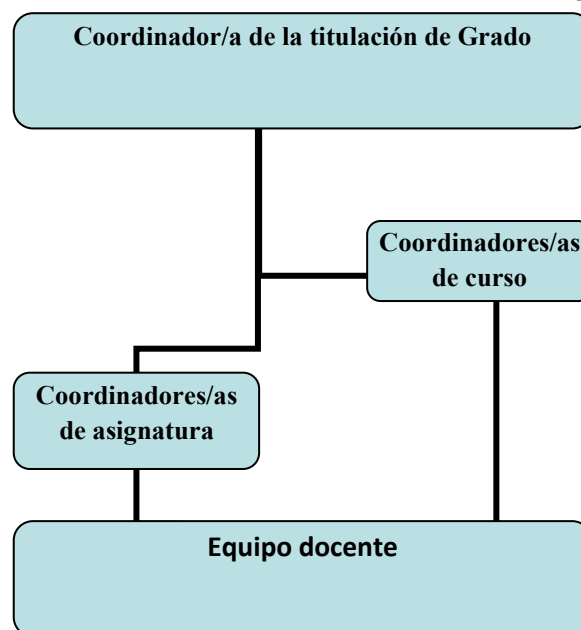 Coordinador/a de la titulación de Grado
Coordinadores/as
de curso
Coordinadores/as
de asignatura
Equipo docente